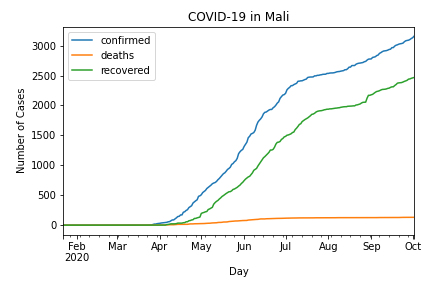 COVID-19 in Mali
confirmed
deaths
recovered
Number of Cases
3000
2500
2000
1500
1000
500
0
Feb Mar Apr May Jun Jul Aug Sep Oct
2020
Day